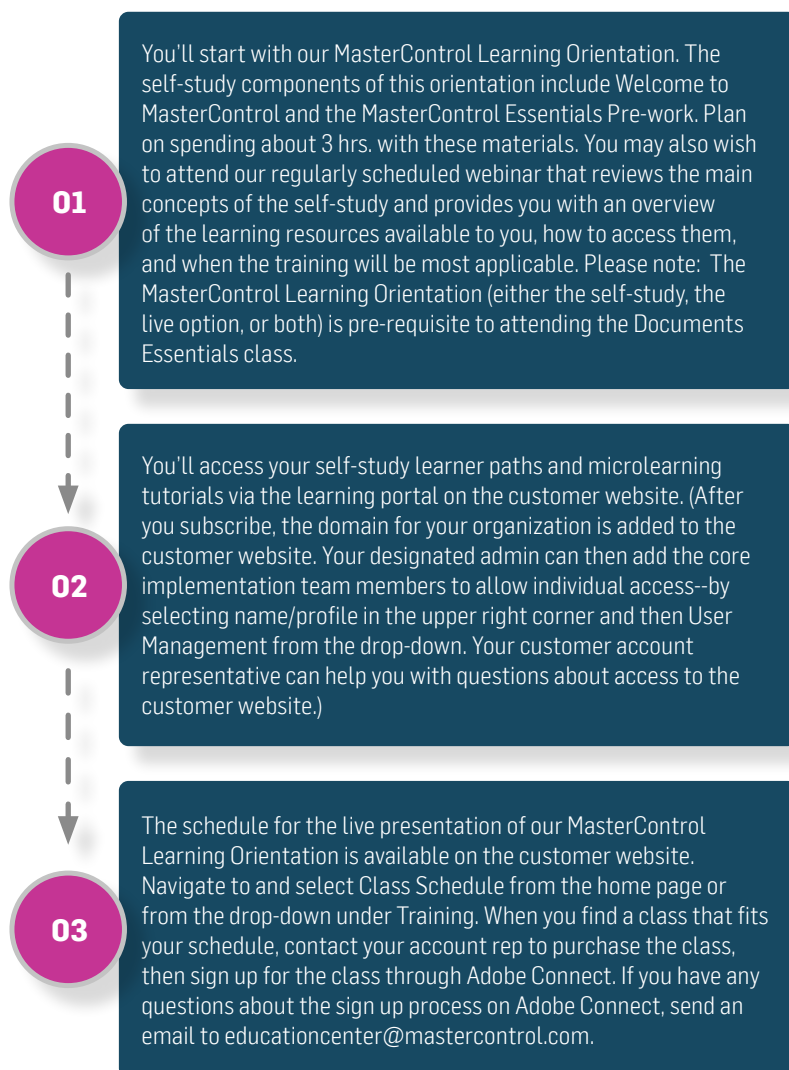 01
You'll start with our MasterControl Learning Orientation. The
self-study components of this orientation include Welcome to
MasterControl and the MasterControl Essentials Pre-work. Plan
on spending about 3 hrs. with these materials. You may also wish
to attend our regularly scheduled webinar that reviews the main
concepts of the self-study and provides you with an overview
of the learning resources available to you, how to access them,
and when the training will be most applicable. Please note:  The
MasterControl Learning Orientation (either the self-study, the
live option, or both) is pre-requisite to attending the Documents
Essentials class.
02
You'll access your self-study learner paths and microlearning
tutorials via the learning portal on the customer website. (After
you subscribe, the domain for your organization is added to the
customer website. Your designated admin can then add the core
implementation team members to allow individual access--by
selecting name/profile in the upper right corner and then User
Management from the drop-down. Your customer account
representative can help you with questions about access to the
customer website.)
03
The schedule for the live presentation of our MasterControl
Learning Orientation is available on the customer website.
Navigate to and select Class Schedule from the home page or
from the drop-down under Training. When you find a class that fits
your schedule, contact your account rep to purchase the class,
then sign up for the class through Adobe Connect. If you have any
questions about the sign up process on Adobe Connect, send an
email to educationcenter@mastercontrol.com.